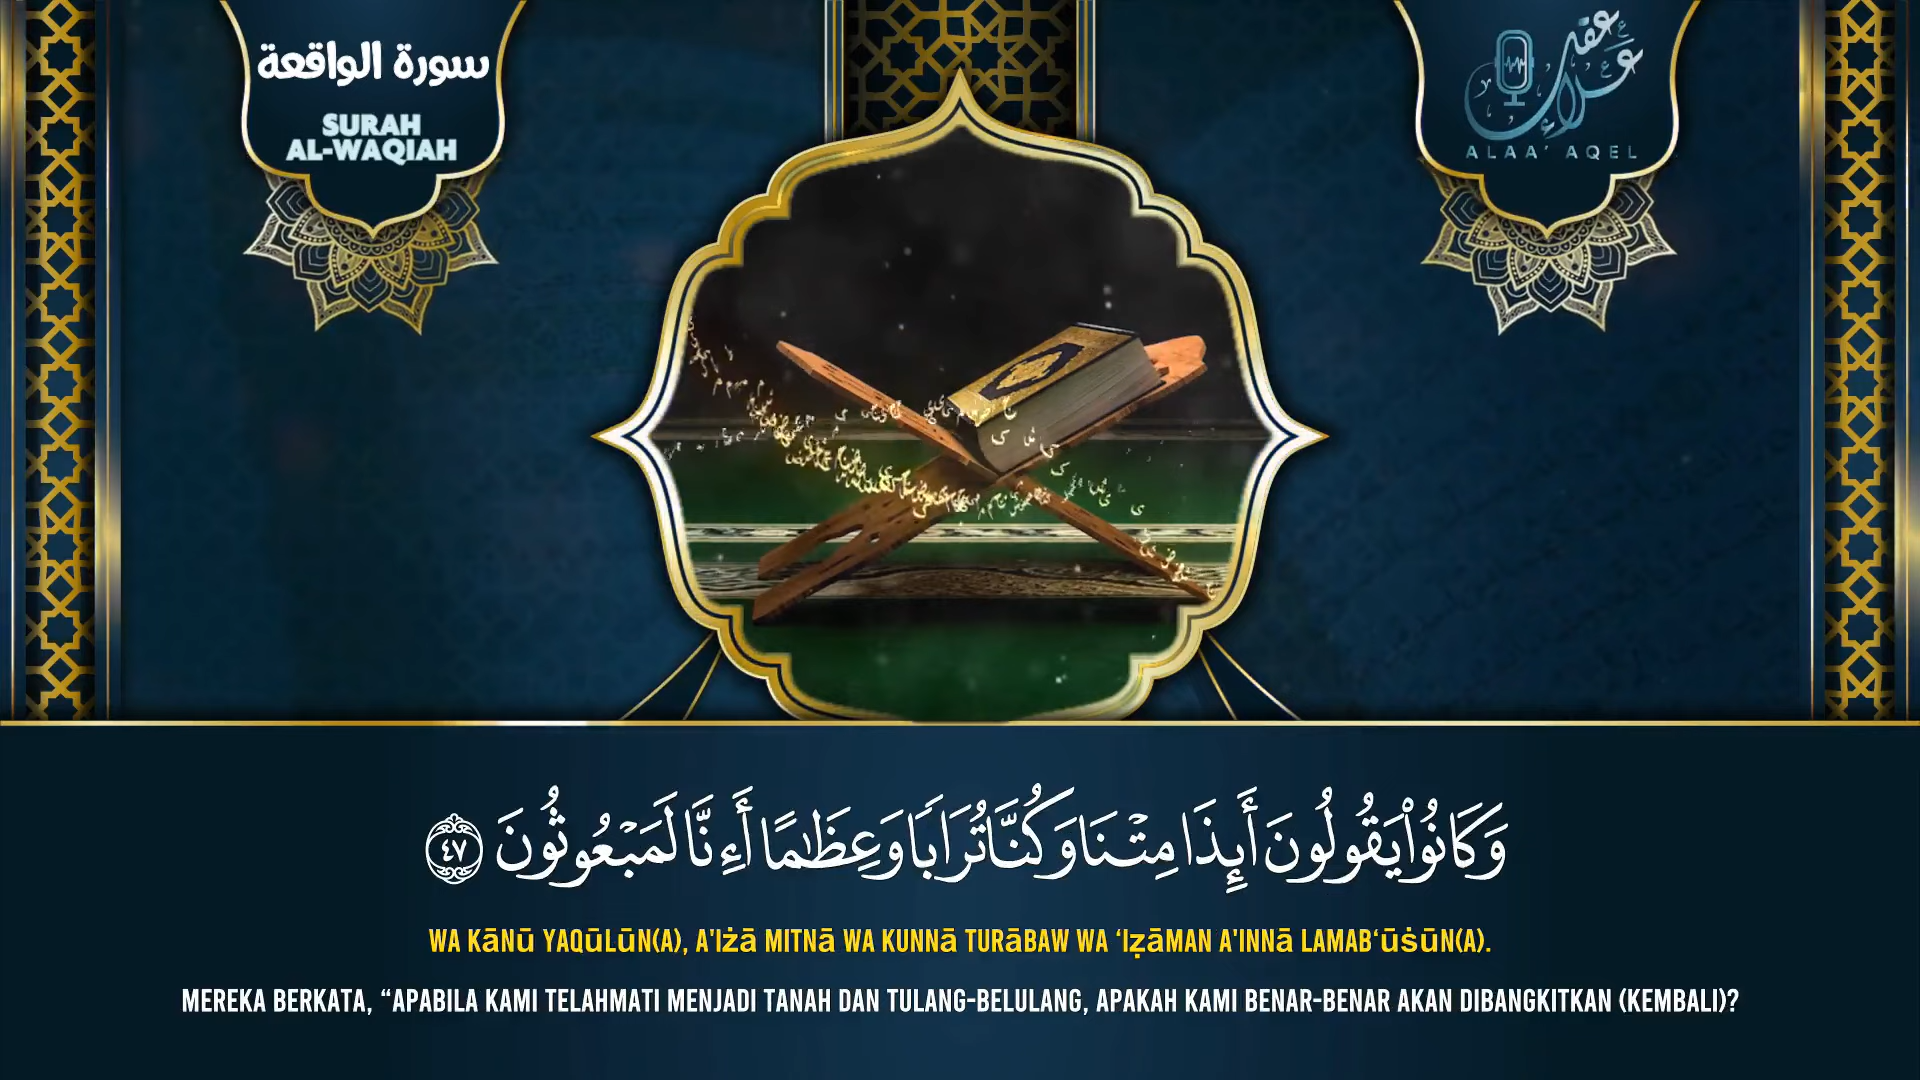 سورة الواقعة
SURAH
AL-WAQIAH
علاء عقل
ALAA' AQEL
وَكَانُوا۟ يَقُولُونَ أَئِذَا مِتْنَا وَكُنَّا تُرَابًا وَعِظَٰمًا أَءِنَّا لَمَبْعُوثُونَ ٤٧
WA KāNū YAQūLūN(A), A'Iżā MITNā WA KUNNā TURāBAW WA ‘IẓāMAN A'INNā LAMAB‘ūṡūN(A).
MEREKA BERKATA, “APABILA KAMI TELAHMATI MENJADI TANAH DAN TULANG-BELULANG, APAKAH KAMI BENAR-BENAR AKAN DIBANGKITKAN (KEMBALI)?